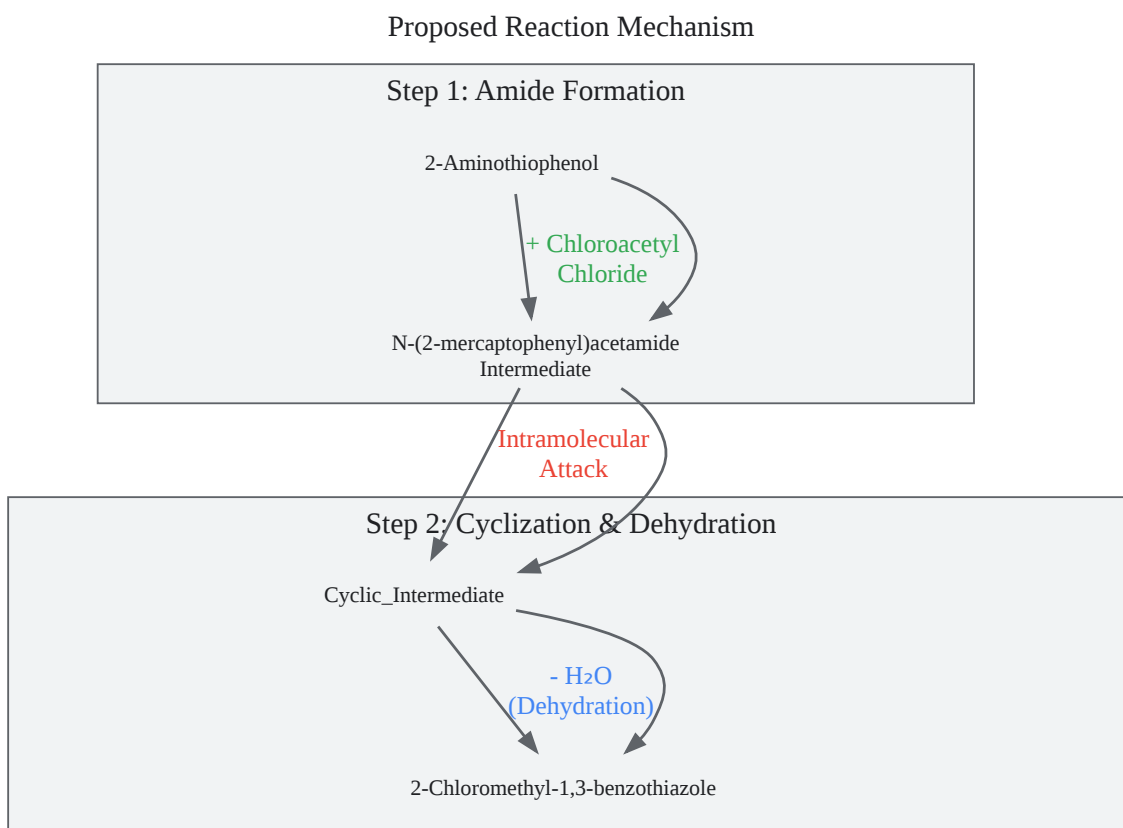 Proposed Reaction Mechanism
Step 1: Amide Formation
2-Aminothiophenol
+ Chloroacetyl
Chloride
N-(2-mercaptophenyl)acetamide
Intermediate
Intramolecular
Attack
Step 2: Cyclization & Dehydration
Cyclic_Intermediate
- H₂O
(Dehydration)
2-Chloromethyl-1,3-benzothiazole